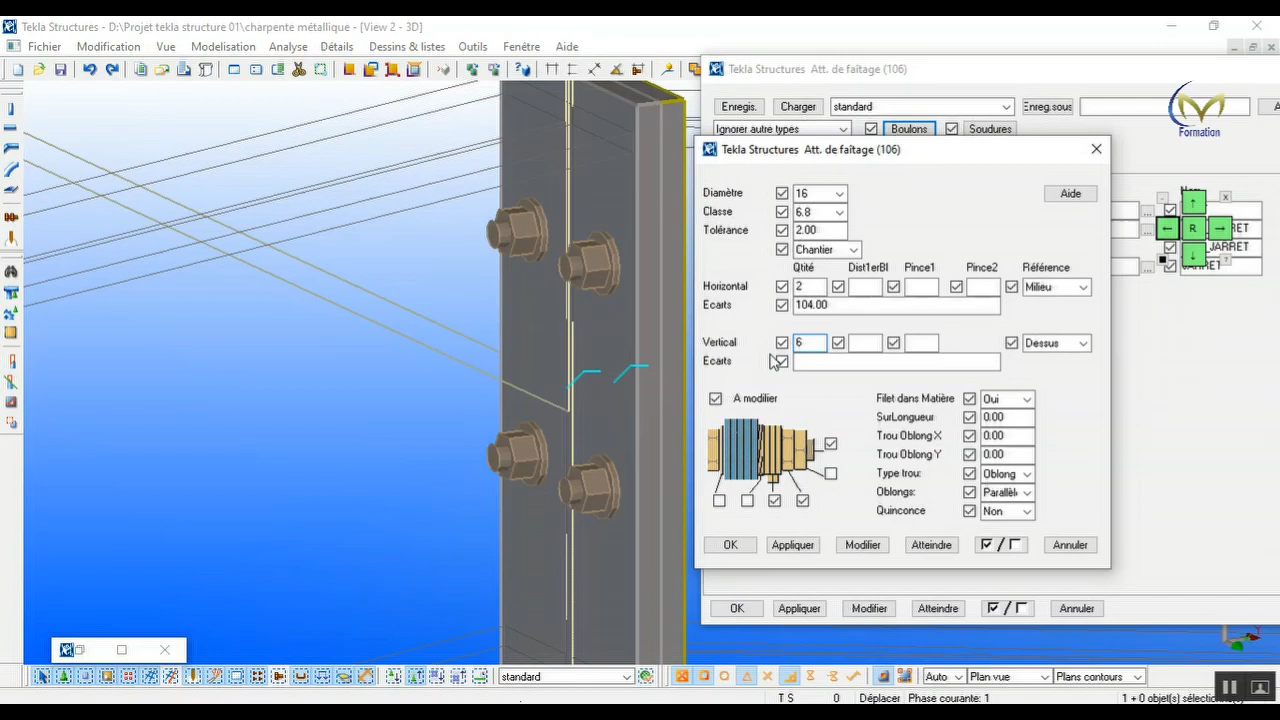 Tekla Structures - D:\Projet tekla structure 01\charpente métallique - [View 2 - 3D]
Fichier Modification Vue Modelisation Analyse Détails Dessins & listes Outils Fenêtre Aide
Tekla Structures Att. de faîtage (106)
Enregis. Charger standard Enreg.sous
Formation
Ignorer autre types Boulons Soudures
Tekla Structures Att. de faîtage (106)
Diamètre 16 Aide
Classe 6.8
Tolérance 2.00
R
Chantier
JARRET
Qtité Dist1erBl Pince1 Pince2 Référence
JARRET
Horizontal 2 Milieu
Ecarts 104.00
Vertical 6 Dessus
Ecarts
A modifier
Filet dans Matière Oui
SurLongueur 0.00
Trou Oblong X 0.00
Trou Oblong Y 0.00
Type trou: Oblong
Oblongs: Parallèl
Quinconce Non
OK Appliquer Modifier Atteindre / Annuler
OK Appliquer Modifier Atteindre / Annuler
standard Auto Plan vue Plans contours
T S 0 Déplacer Phase courante: 1 1 + 0 objet(s) sélectionné